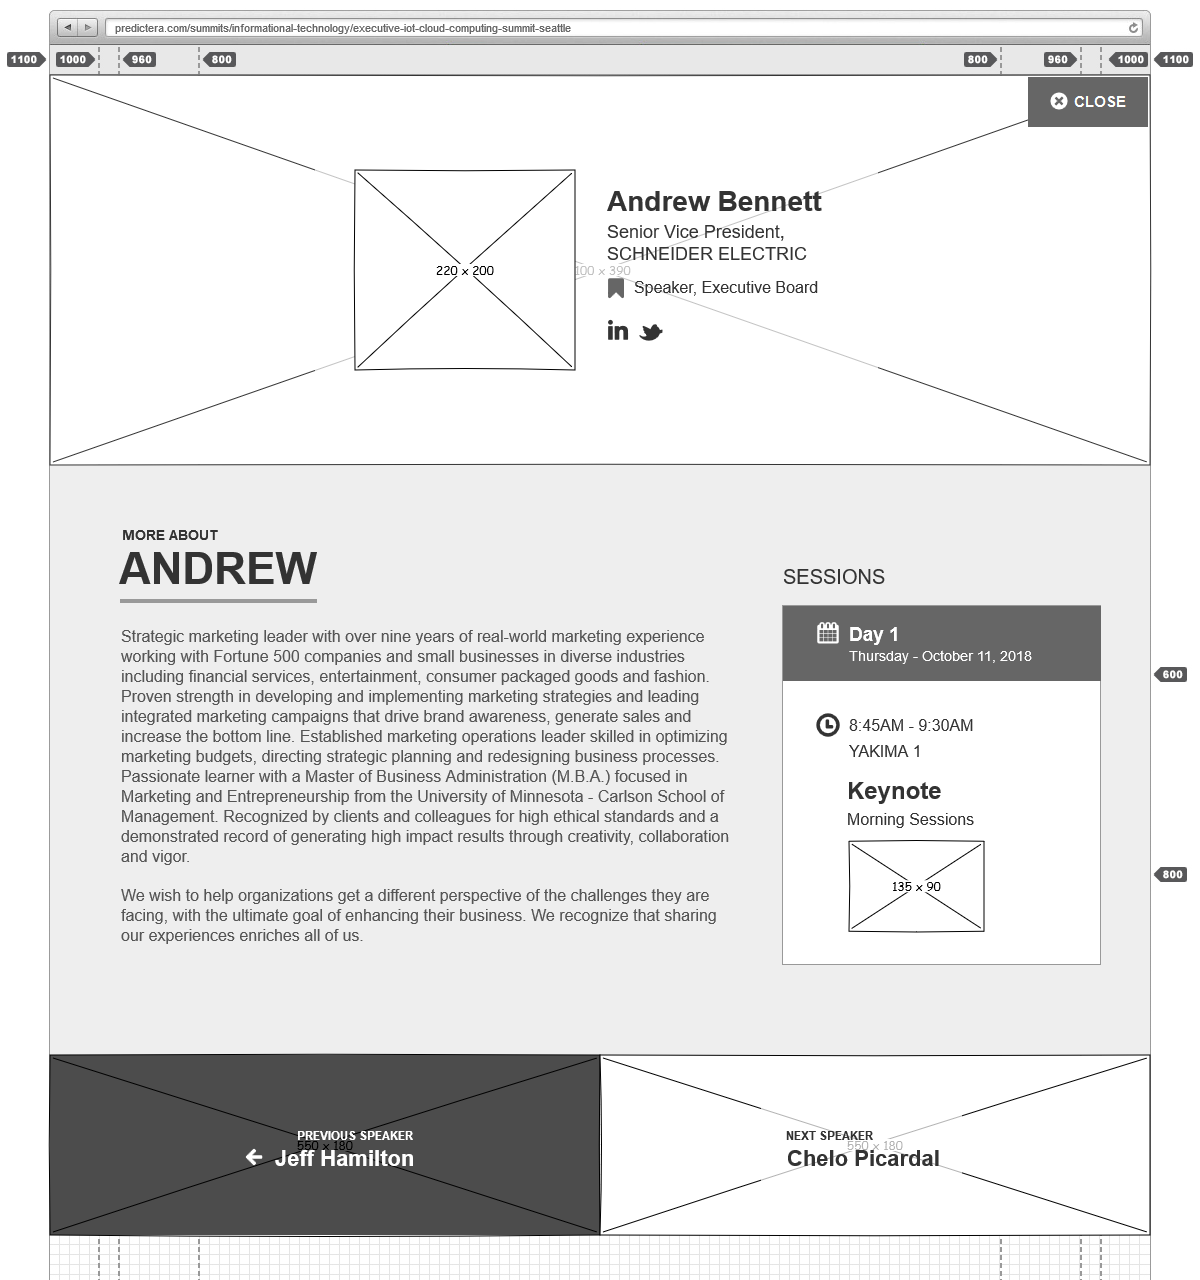 predictera.com/summits/informational-technology/executive-iot-cloud-computing-summit-seattle
1100 1000 960 800 800 960 1000 1100
CLOSE
Andrew Bennett
Senior Vice President,
SCHNEIDER ELECTRIC
220 x 200
100 x 390
Speaker, Executive Board
in
MORE ABOUT
ANDREW
Strategic marketing leader with over nine years of real-world marketing experience
working with Fortune 500 companies and small businesses in diverse industries
including financial services, entertainment, consumer packaged goods and fashion.
Proven strength in developing and implementing marketing strategies and leading
integrated marketing campaigns that drive brand awareness, generate sales and
increase the bottom line. Established marketing operations leader skilled in optimizing
marketing budgets, directing strategic planning and redesigning business processes.
Passionate learner with a Master of Business Administration (M.B.A.) focused in
Marketing and Entrepreneurship from the University of Minnesota - Carlson School of
Management. Recognized by clients and colleagues for high ethical standards and a
demonstrated record of generating high impact results through creativity, collaboration
and vigor.
We wish to help organizations get a different perspective of the challenges they are
facing, with the ultimate goal of enhancing their business. We recognize that sharing
our experiences enriches all of us.
SESSIONS
Day 1
Thursday - October 11, 2018
600
8:45AM - 9:30AM
YAKIMA 1
Keynote
Morning Sessions
135 x 90
800
PREVIOUS SPEAKER
550 x 180
Jeff Hamilton
NEXT SPEAKER
550 x 180
Chelo Picardal